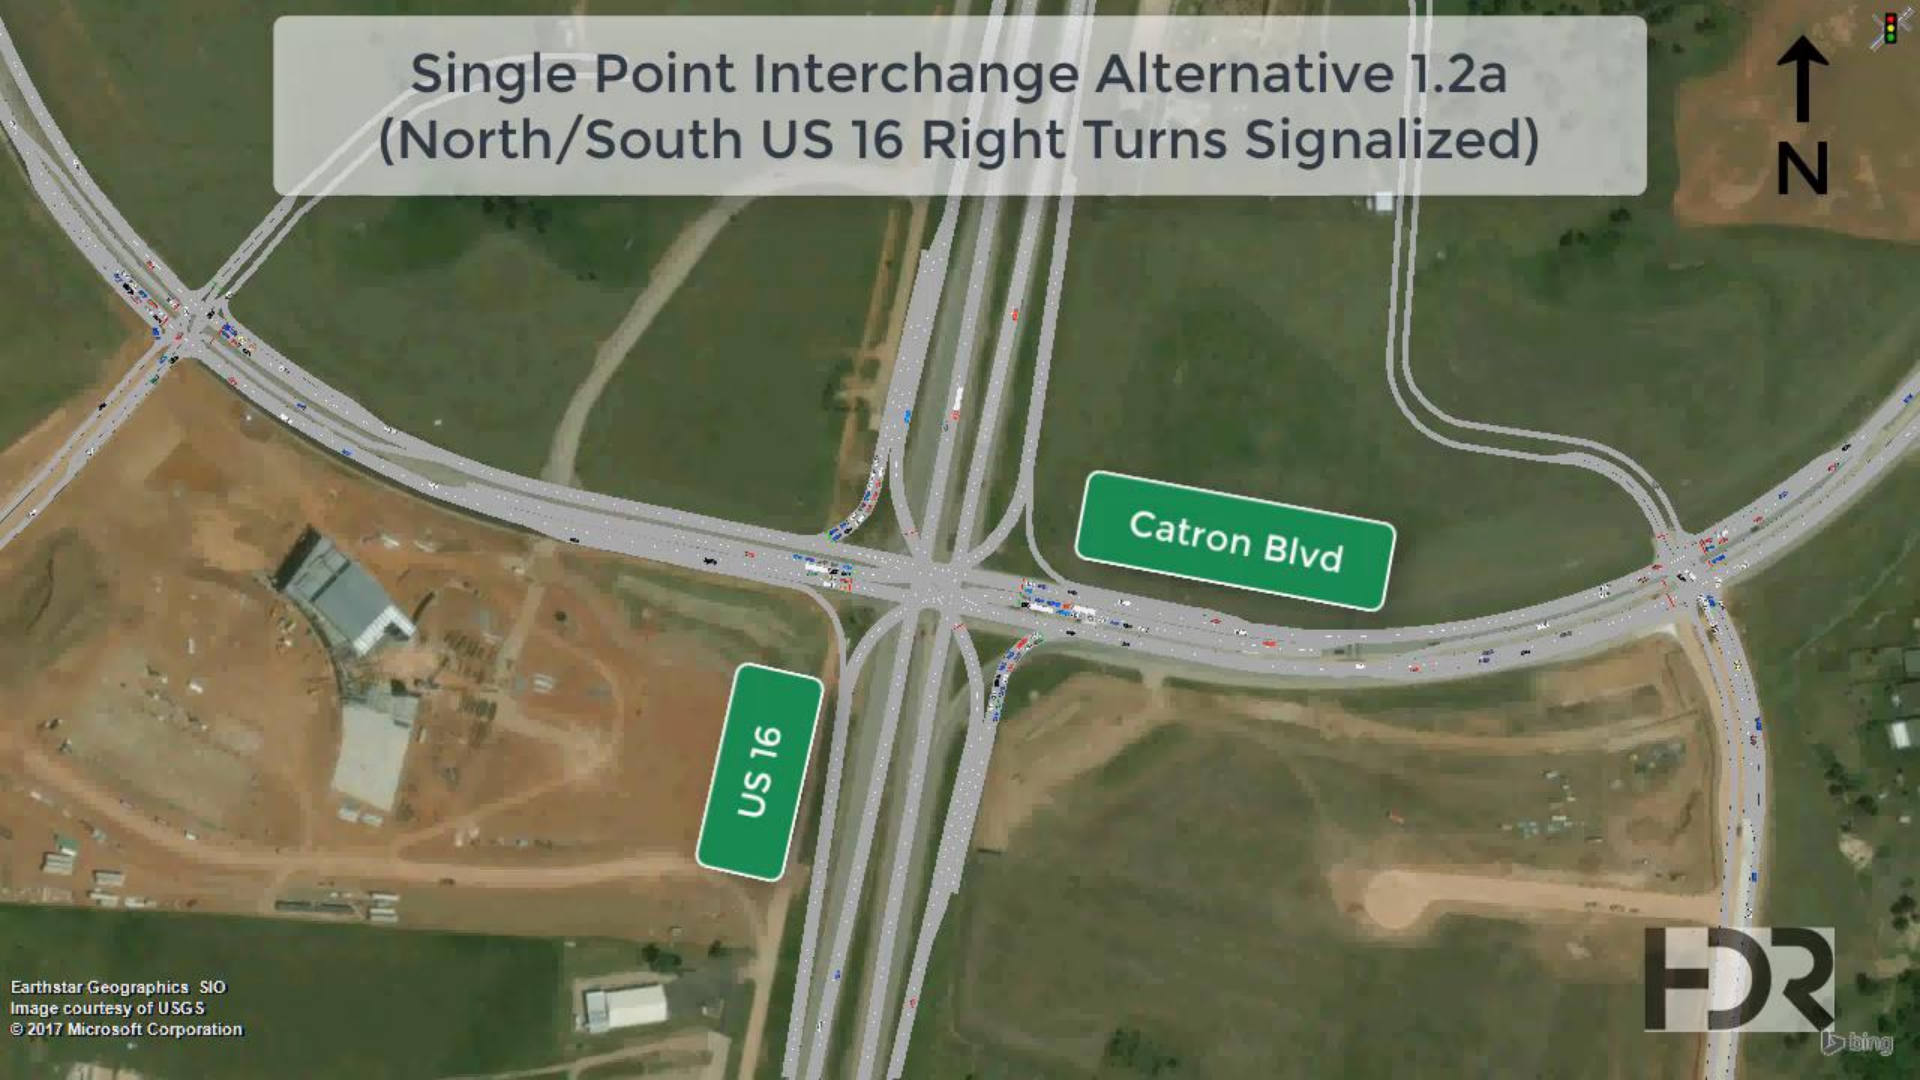 Single Point Interchange Alternative 1.2a
(North/South US 16 Right Turns Signalized)
N
Catron Blvd
US 16
Earthstar Geographics SIO
Image courtesy of USGS
© 2017 Microsoft Corporation
HDR
bing